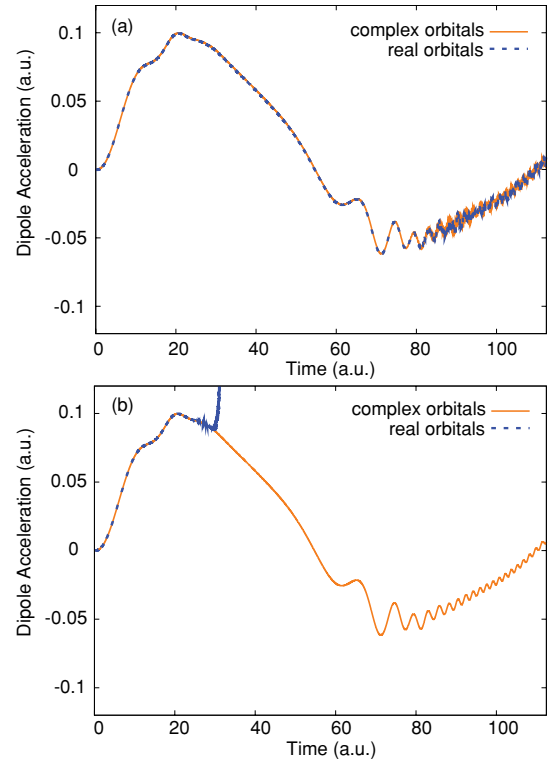 (a)
complex orbitals
real orbitals
Dipole Acceleration (a.u.)
0.1
0.05
0
-0.05
-0.1
0 20 40 60 80 100
Time (a.u.)
(b)
complex orbitals
real orbitals
Dipole Acceleration (a.u.)
0.1
0.05
0
-0.05
-0.1
0 20 40 60 80 100
Time (a.u.)